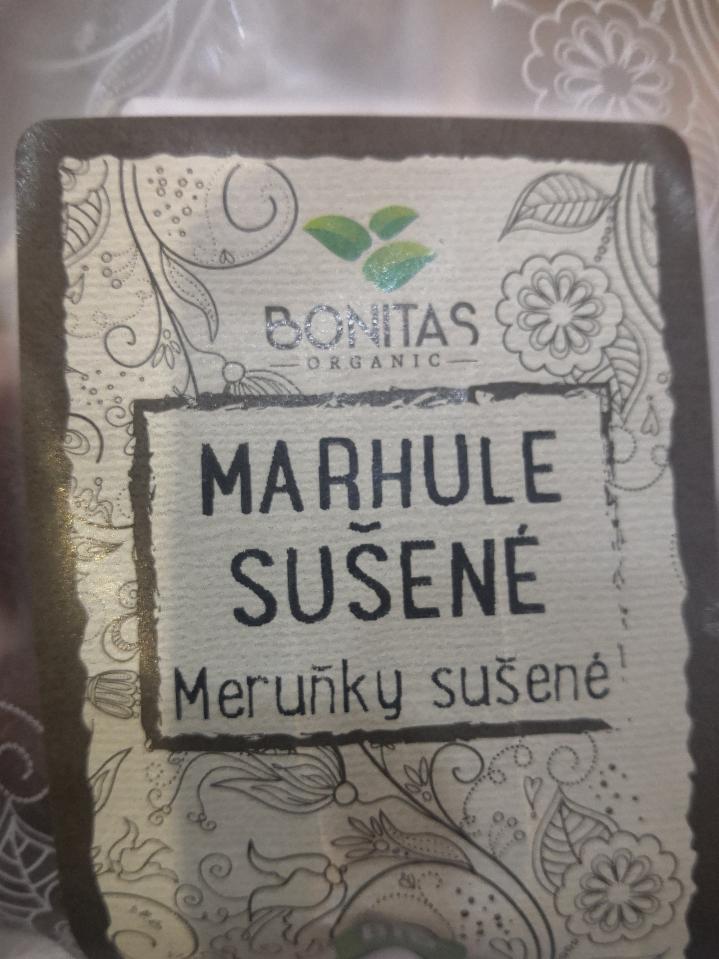 BONITAS
ORGANIC
MARHULE
SUŠENÉ
Meruňky sušené